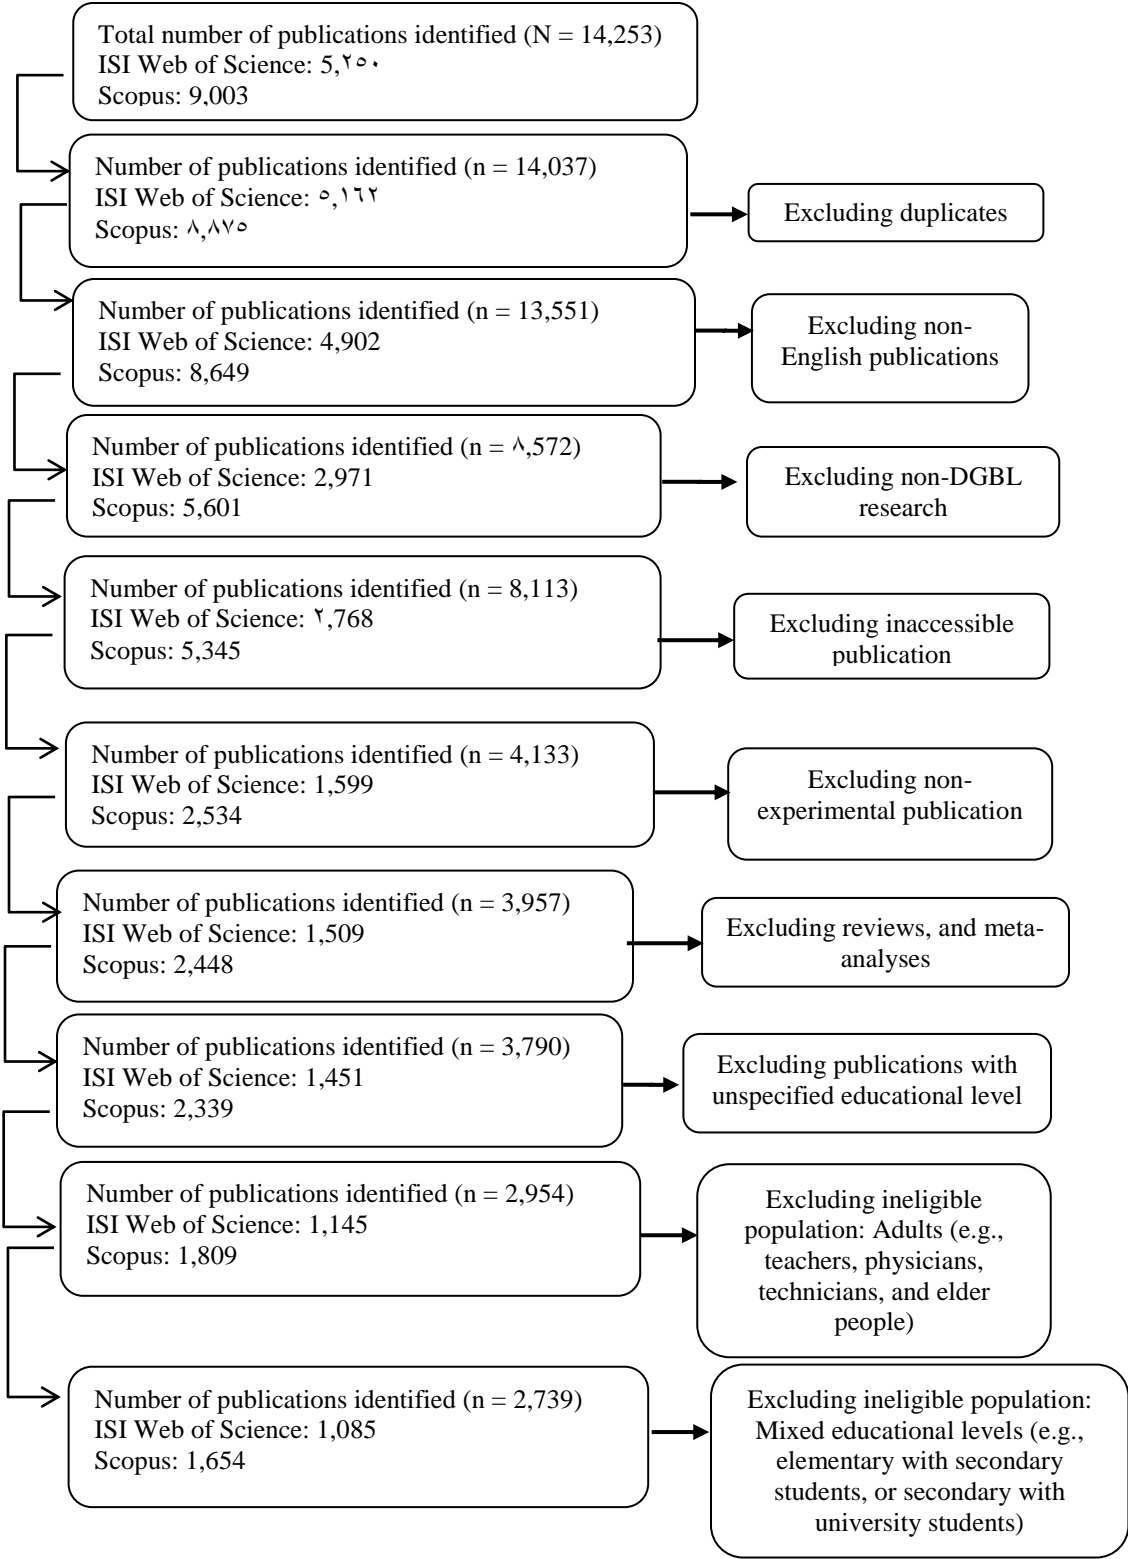 Total number of publications identified (N = 14,253)
ISI Web of Science: 5,٢٥٠
Scopus: 9,003
Number of publications identified (n = 14,037)
ISI Web of Science: ٥,١٦٢
Scopus: ٨,٨٧٥
Excluding duplicates
Number of publications identified (n = 13,551)
ISI Web of Science: 4,902
Scopus: 8,649
Excluding non-
English publications
Number of publications identified (n = ٨,572)
ISI Web of Science: 2,971
Scopus: 5,601
Excluding non-DGBL
research
Number of publications identified (n = 8,113)
ISI Web of Science: ٢,768
Scopus: 5,345
Excluding inaccessible
publication
Number of publications identified (n = 4,133)
ISI Web of Science: 1,599
Scopus: 2,534
Excluding non-
experimental publication
Number of publications identified (n = 3,957)
ISI Web of Science: 1,509
Scopus: 2,448
Excluding reviews, and meta-
analyses
Number of publications identified (n = 3,790)
ISI Web of Science: 1,451
Scopus: 2,339
Excluding publications with
unspecified educational level
Number of publications identified (n = 2,954)
ISI Web of Science: 1,145
Scopus: 1,809
Excluding ineligible
population: Adults (e.g.,
teachers, physicians,
technicians, and elder
people)
Number of publications identified (n = 2,739)
ISI Web of Science: 1,085
Scopus: 1,654
Excluding ineligible population:
Mixed educational levels (e.g.,
elementary with secondary
students, or secondary with
university students)